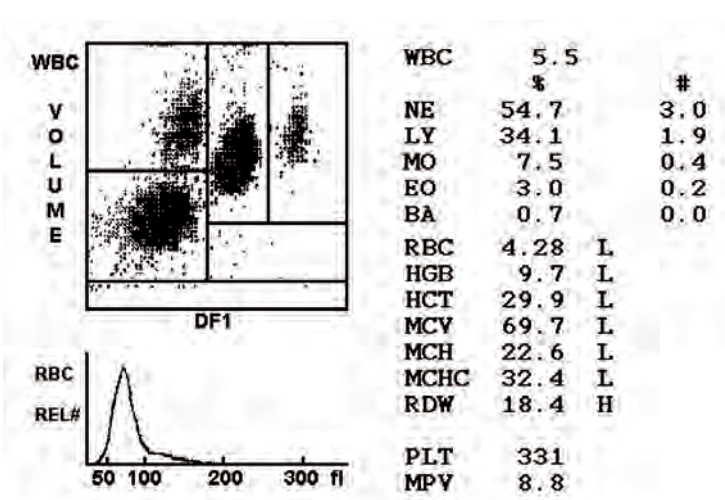 WBC
VOLUME
DF1
RBC
REL#
50 100 200 300 fl
WBC 5.5
% #
NE 54.7 3.0
LY 34.1 1.9
MO 7.5 0.4
EO 3.0 0.2
BA 0.7 0.0
RBC 4.28 L
HGB 9.7 L
HCT 29.9 L
MCV 69.7 L
MCH 22.6 L
MCHC 32.4 L
RDW 18.4 H
PLT 331
MPV 8.8